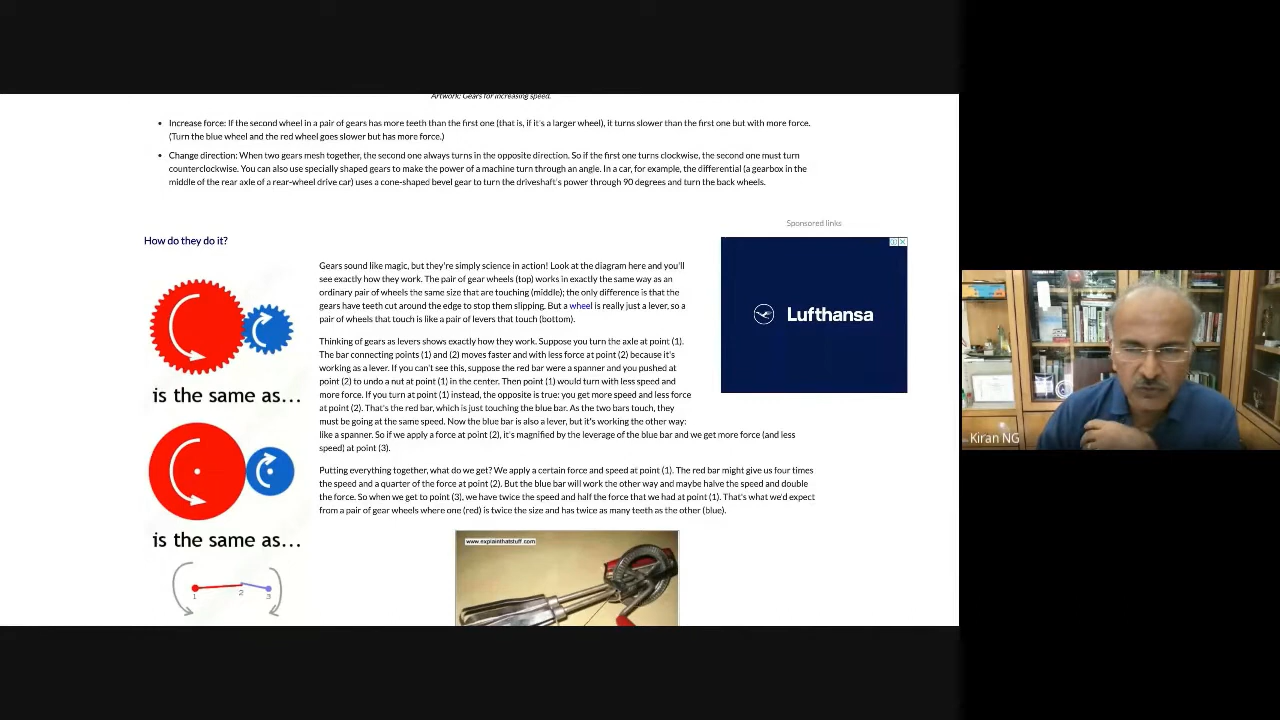 Artwork: Gears for increasing speed.
• Increase force: If the second wheel in a pair of gears has more teeth than the first one (that is, if it's a larger wheel), it turns slower than the first one but with more force.
(Turn the blue wheel and the red wheel goes slower but has more force.)
• Change direction: When two gears mesh together, the second one always turns in the opposite direction. So if the first one turns clockwise, the second one must turn
counterclockwise. You can also use specially shaped gears to make the power of a machine turn through an angle. In a car, for example, the differential (a gearbox in the
middle of the rear axle of a rear-wheel drive car) uses a cone-shaped bevel gear to turn the driveshaft's power through 90 degrees and turn the back wheels.
Sponsored links
How do they do it?
Gears sound like magic, but they're simply science in action! Look at the diagram here and you'll
see exactly how they work. The pair of gear wheels (top) works in exactly the same way as an
ordinary pair of wheels the same size that are touching (middle); the only difference is that the
gears have teeth cut around the edge to stop them slipping. But a wheel is really just a lever, so a
pair of wheels that touch is like a pair of levers that touch (bottom).
Thinking of gears as levers shows exactly how they work. Suppose you turn the axle at point (1).
The bar connecting points (1) and (2) moves faster and with less force at point (2) because it's
working as a lever. If you can't see this, suppose the red bar were a spanner and you pushed at
point (2) to undo a nut at point (1) in the center. Then point (1) would turn with less speed and
more force. If you turn at point (1) instead, the opposite is true: you get more speed and less force
at point (2). That's the red bar, which is just touching the blue bar. As the two bars touch, they
must be going at the same speed. Now the blue bar is also a lever, but it's working the other way:
like a spanner. So if we apply a force at point (2), it's magnified by the leverage of the blue bar and we get more force (and less
speed) at point (3).
Putting everything together, what do we get? We apply a certain force and speed at point (1). The red bar might give us four times
the speed and a quarter of the force at point (2). But the blue bar will work the other way and maybe halve the speed and double
the force. So when we get to point (3), we have twice the speed and half the force that we had at point (1). That's what we'd expect
from a pair of gear wheels where one (red) is twice the size and has twice as many teeth as the other (blue).
is the same as...
is the same as...
1
2
3
www.explainthatstuff.com
Lufthansa
Kiran NG